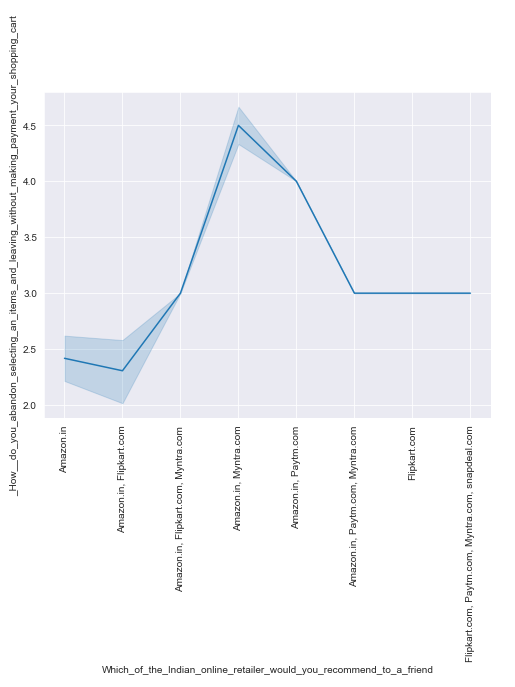 _How_do_you_abandon_selecting_an_items_and_leaving_without_making_payment_your_shopping_cart
4.5
4.0
3.5
3.0
2.5
2.0
Amazon.in
Amazon.in, Flipkart.com
Amazon.in, Flipkart.com, Myntra.com
Amazon.in, Myntra.com
Amazon.in, Paytm.com
Amazon.in, Paytm.com, Myntra.com
Flipkart.com
Flipkart.com, Paytm.com, Myntra.com, snapdeal.com
Which_of_the_Indian_online_retailer_would_you_recommend_to_a_friend